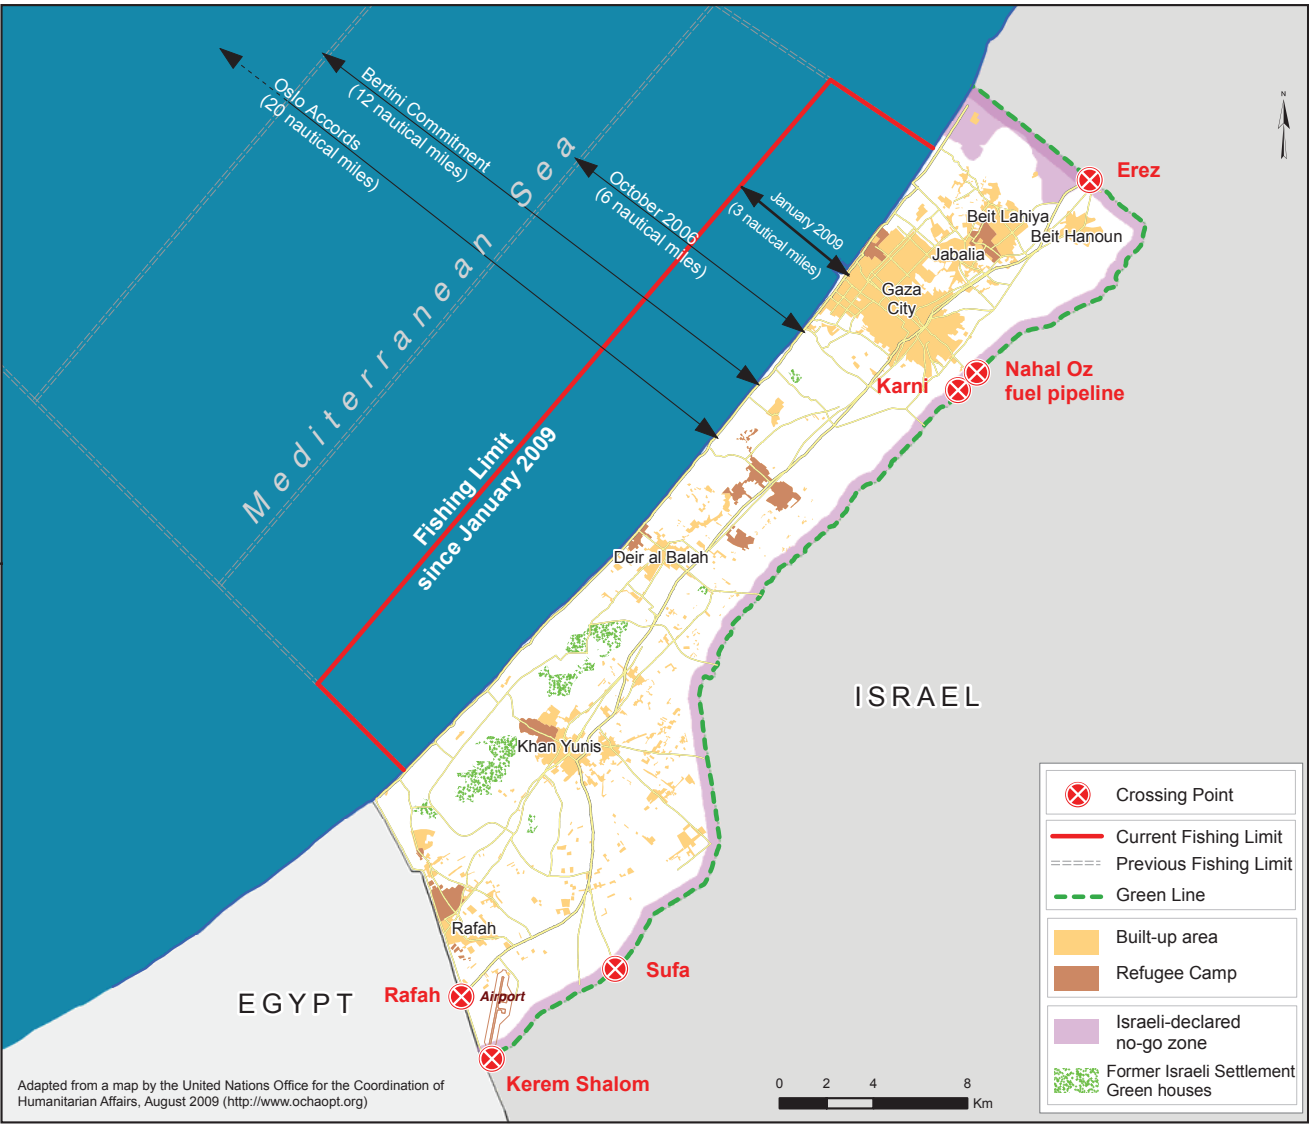 Oslo Accords
(20 nautical miles)
Bertini Commitment
(12 nautical miles)
October 2006
(6 nautical miles)
January 2009
(3 nautical miles)
Mediterranean Sea
Fishing Limit
since January 2009
N
Erez
Beit Lahiya
Beit Hanoun
Jabalia
Gaza
City
Karni
Nahal Oz
fuel pipeline
Deir al Balah
ISRAEL
Khan Yunis
Rafah
Sufa
Rafah
Airport
EGYPT
Kerem Shalom
Crossing Point
Current Fishing Limit
Previous Fishing Limit
Green Line
Built-up area
Refugee Camp
Israeli-declared
no-go zone
Former Israeli Settlement
Green houses
0 2 4 8
Km
Adapted from a map by the United Nations Office for the Coordination of
Humanitarian Affairs, August 2009 (http://www.ochaopt.org)